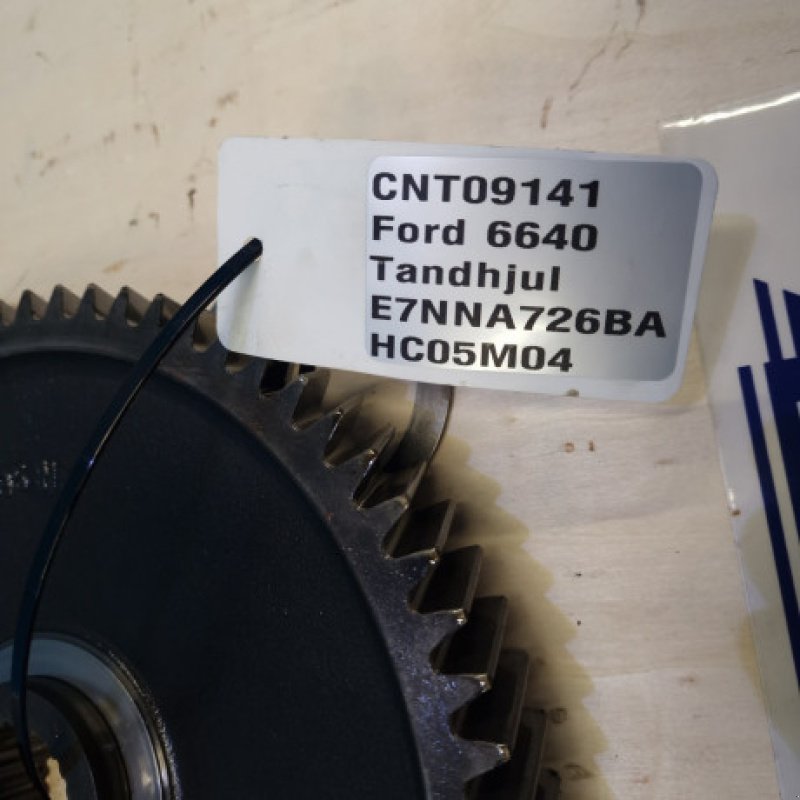 CNT09141
Ford 6640
Tandhjul
E7NNA726BA
HC05M04